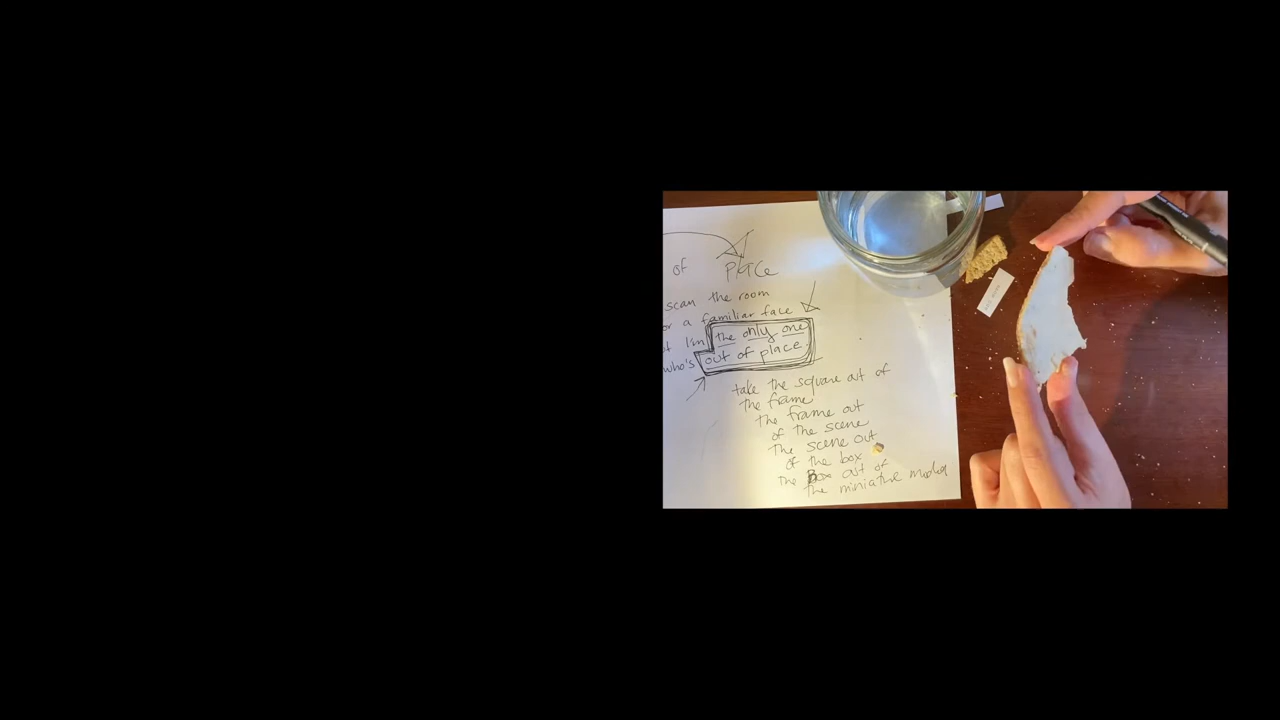 of place
scan the room
or a familiar face
I'm the only one
who's out of place.
take the square out of
the frame
the frame out
of the scene
the scene out
of the box
the Box out of
the miniature model